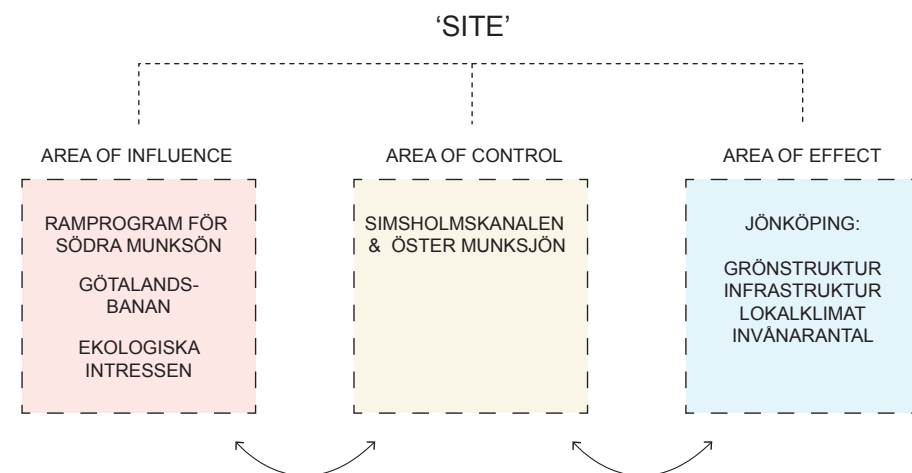 ‘SITE’
AREA OF INFLUENCE
RAMPROGRAM FÖR
SÖDRA MUNKSÖN
GÖTALANDS-
BANAN
EKOLOGISKA
INTRESSEN
AREA OF CONTROL
SIMSHOLMSKANALEN
& ÖSTER MUNKSJÖN
AREA OF EFFECT
JÖNKÖPING:
GRÖNSTRUKTUR
INFRASTRUKTUR
LOKALKLIMAT
INVÅNARANTAL